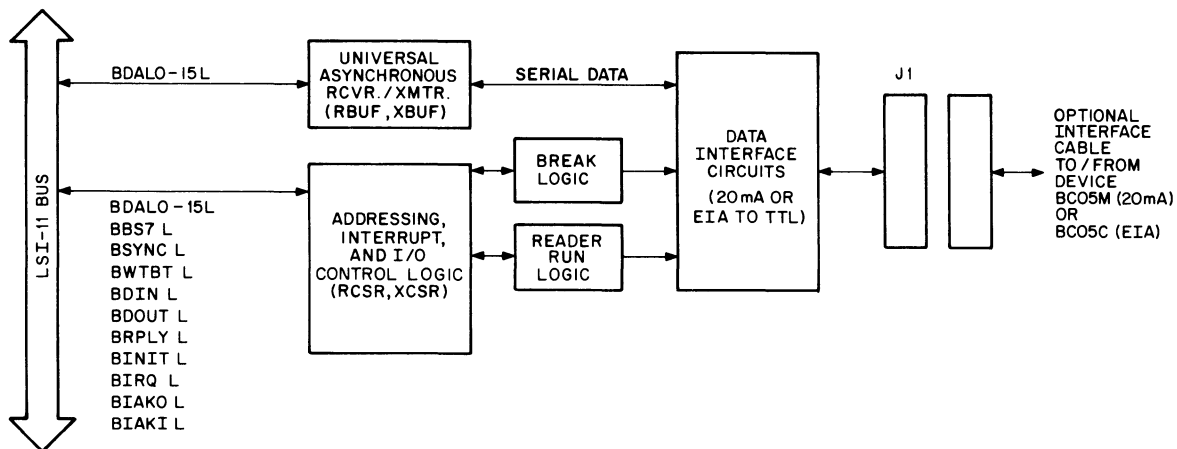 LSI-11 BUS
BDAL0-15L
UNIVERSAL
ASYNCHRONOUS
RCVR./XMTR.
(RBUF, XBUF)
SERIAL DATA
BDAL0-15L
BBS7 L
BSYNC L
BWTBT L
BDIN L
BDOUT L
BRPLY L
BINIT L
BIRQ L
BIAKO L
BIAKI L
ADDRESSING,
INTERRUPT,
AND I/O
CONTROL LOGIC
(RCSR, XCSR)
BREAK
LOGIC
READER
RUN
LOGIC
DATA
INTERFACE
CIRCUITS
(20mA OR
EIA TO TTL)
J1
OPTIONAL
INTERFACE
CABLE
TO/FROM
DEVICE
BC05M (20mA)
OR
BC05C (EIA)